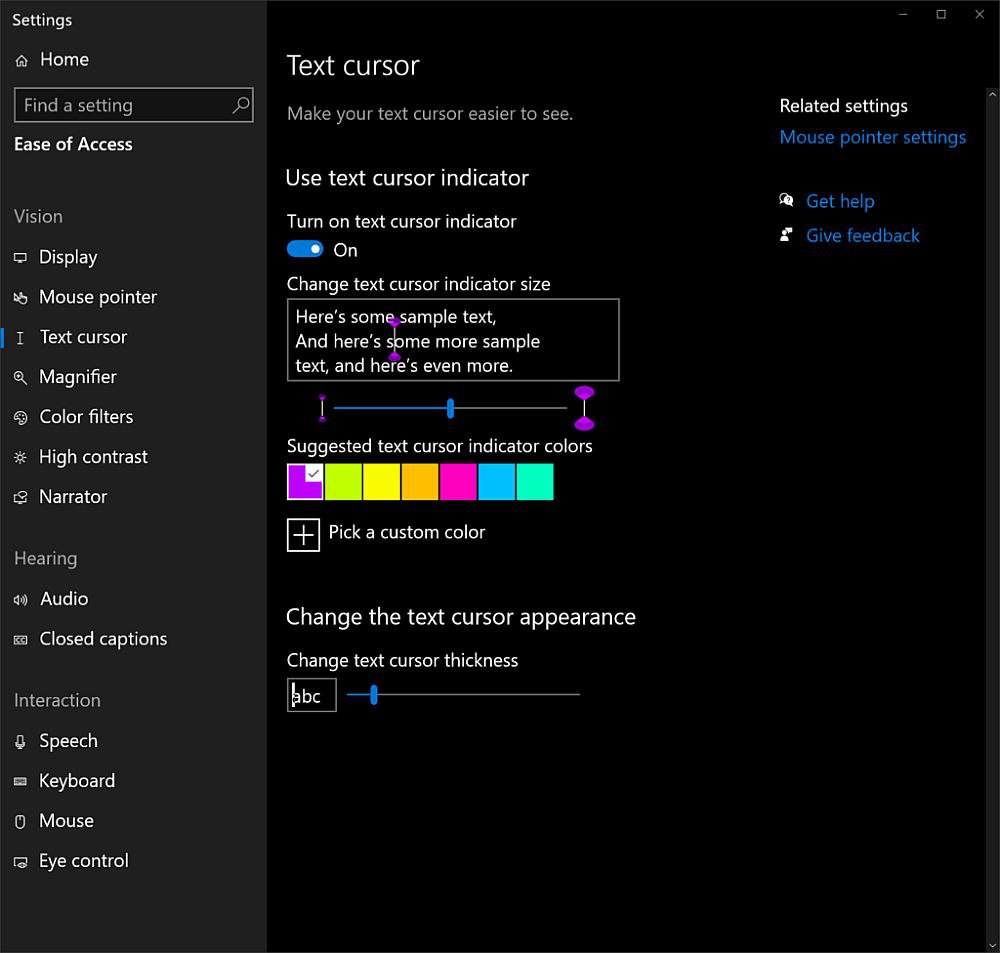 Settings
Home
Find a setting
Ease of Access
Vision
Display
Mouse pointer
Text cursor
Magnifier
Color filters
High contrast
Narrator
Hearing
Audio
Closed captions
Interaction
Speech
Keyboard
Mouse
Eye control
Text cursor
Make your text cursor easier to see.
Use text cursor indicator
Turn on text cursor indicator
On
Change text cursor indicator size
Here's some sample text,
And here's some more sample
text, and here's even more.
Suggested text cursor indicator colors
Pick a custom color
Change the text cursor appearance
Change text cursor thickness
abc
Related settings
Mouse pointer settings
Get help
Give feedback